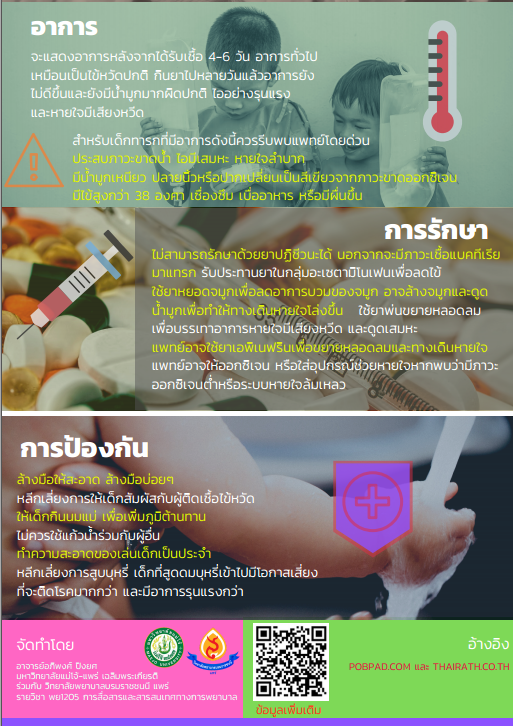 อาการ
จะแสดงอาการหลังจากได้รับเชื้อ 4-6 วัน อาการทั่วไป
เหมือนเป็นไข้หวัดปกติ กินยาไปหลายวันแล้วอาการยัง
ไม่ดีขึ้นและยังมีน้ำมูกมากผิดปกติ ไออย่างรุนแรง
และหายใจมีเสียงหวีด
สำหรับเด็กทารกที่มีอาการดังนี้ควรรีบพบแพทย์โดยด่วน
ประสบภาวะขาดน้ำ ไอมีเสมหะ หายใจลำบาก
มีน้ำมูกเหนียว ปลายนิ้วหรือปากเปลี่ยนเป็นสีเขียวจากภาวะขาดออกซิเจน
มีไข้สูงกว่า 38 องศา เซื่องซึม เบื่ออาหาร หรือมีผื่นขึ้น
การรักษา
ไม่สามารถรักษาด้วยยาปฏิชีวนะได้ นอกจากจะมีภาวะเชื้อแบคทีเรีย
มาแทรก รับประทานยาในกลุ่มอะเซตามิโนเฟนเพื่อลดไข้
ใช้ยาหยอดจมูกเพื่อลดอาการบวมของจมูก อาจล้างจมูกและดูด
น้ำมูกเพื่อทำให้ทางเดินหายใจโล่งขึ้น ใช้ยาพ่นขยายหลอดลม
เพื่อบรรเทาอาการหายใจมีเสียงหวีด และดูดเสมหะ
แพทย์อาจใช้ยาเอพิเนฟรินเพื่อขยายหลอดลมและทางเดินหายใจ
แพทย์อาจให้ออกซิเจน หรือใส่อุปกรณ์ช่วยหายใจหากพบว่ามีภาวะ
ออกซิเจนต่ำหรือระบบหายใจล้มเหลว
การป้องกัน
ล้างมือให้สะอาด ล้างมือบ่อยๆ
หลีกเลี่ยงการให้เด็กสัมผัสกับผู้ติดเชื้อไข้หวัด
ให้เด็กกินนมแม่ เพื่อเพิ่มภูมิต้านทาน
ไม่ควรใช้แก้วน้ำร่วมกับผู้อื่น
ทำความสะอาดของเล่นเด็กเป็นประจำ
หลีกเลี่ยงการสูบบุหรี่ เด็กที่สูดดมบุหรี่เข้าไปมีโอกาสเสี่ยง
ที่จะติดโรคมากกว่า และมีอาการรุนแรงกว่า
จัดทำโดย
อาจารย์อภิพงศ์ ปิงยศ
มหาวิทยาลัยแม่โจ้-แพร่ เฉลิมพระเกียรติ
ร่วมกับ วิทยาลัยพยาบาลบรมราชชนนี แพร่
รายวิชา พย1205 การสื่อสารและสารสนเทศทางการพยาบาล
ข้อมูลเพิ่มเติม
อ้างอิง
POBPAD.COM และ THAIRATH.CO.TH